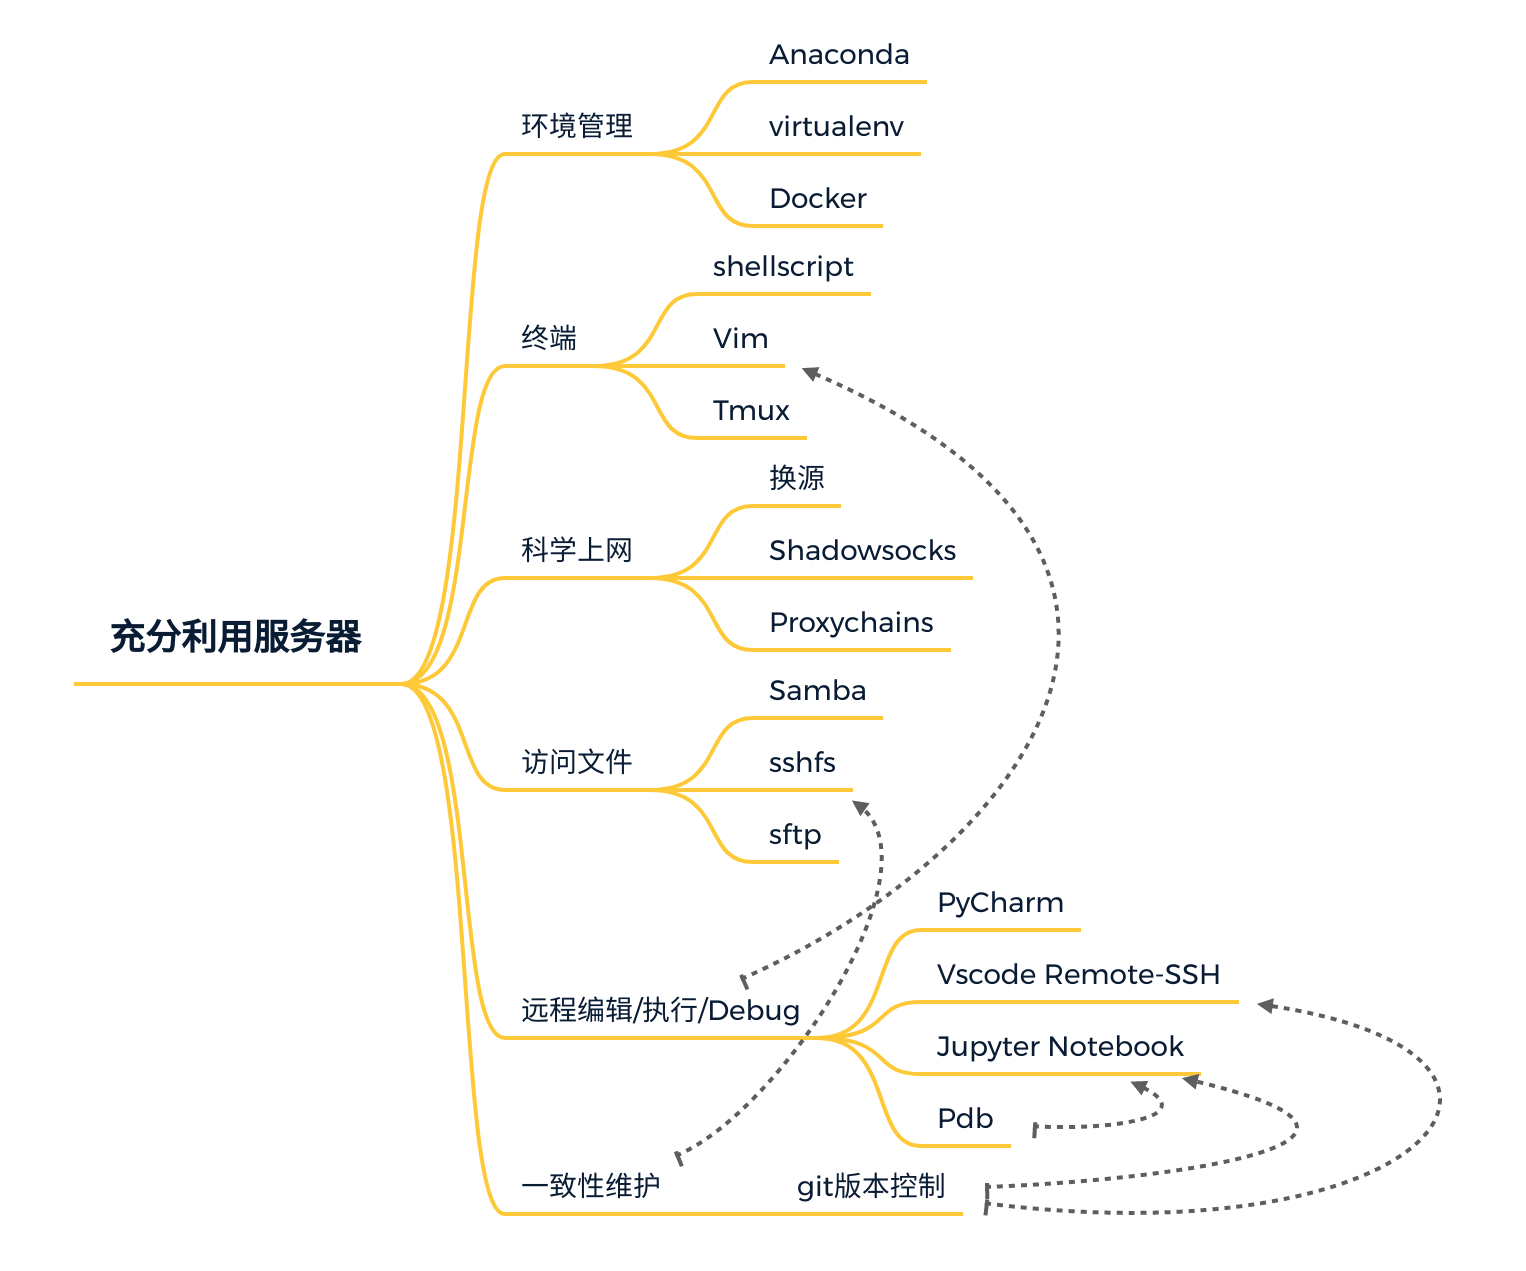 充分利用服务器
环境管理
Anaconda
virtualenv
Docker
终端
shellscript
Vim
Tmux
科学上网
换源
Shadowsocks
Proxychains
访问文件
Samba
sshfs
sftp
远程编辑/执行/Debug
PyCharm
Vscode Remote-SSH
Jupyter Notebook
Pdb
一致性维护
git版本控制